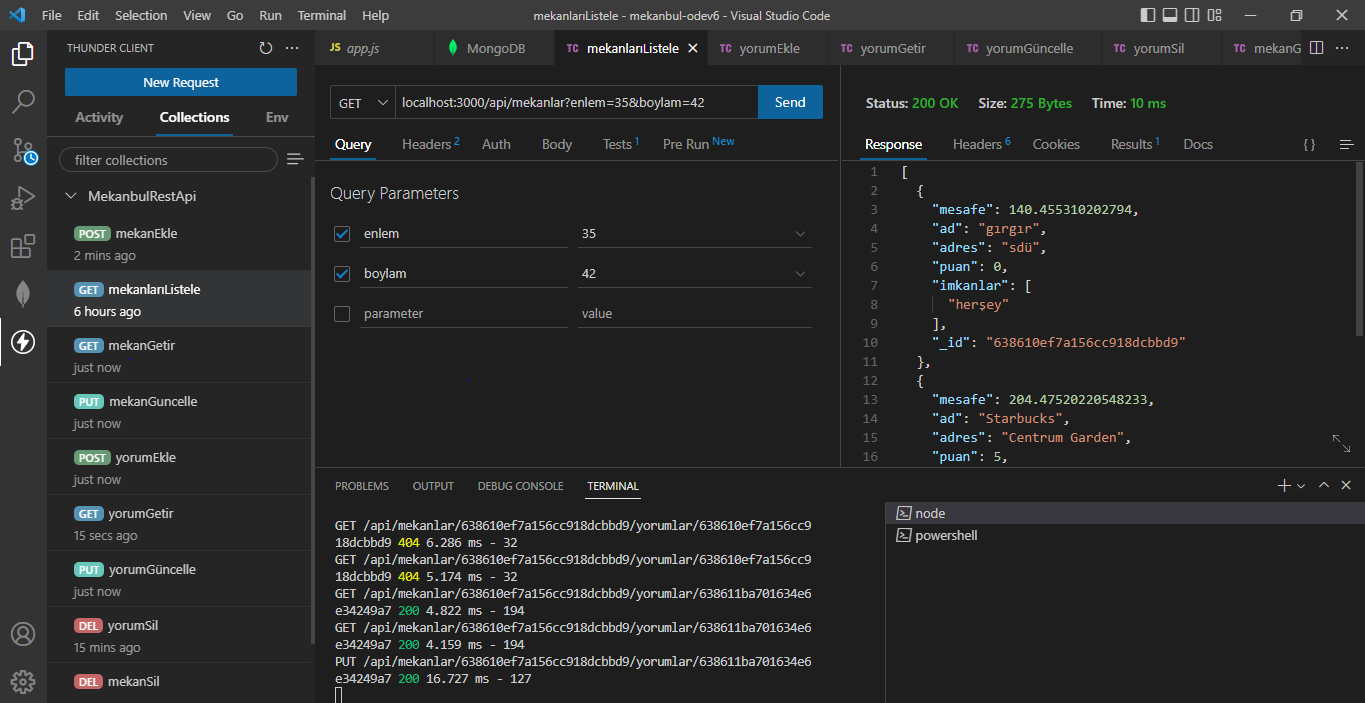 File Edit Selection View Go Run Terminal Help
mekanlarıListele - mekanbul-odev6 - Visual Studio Code
THUNDER CLIENT
New Request
Activity Collections Env
filter collections
MekanbulRestApi
POST mekanEkle
2 mins ago
GET mekanlarıListele
6 hours ago
GET mekanGetir
just now
PUT mekanGuncelle
just now
POST yorumEkle
just now
GET yorumGetir
15 secs ago
PUT yorumGüncelle
just now
DEL yorumSil
15 mins ago
DEL mekanSil
JS app.js MongoDB TC mekanlarıListele TC yorumEkle TC yorumGetir TC yorumGüncelle TC yorumSil TC mekanG
GET localhost:3000/api/mekanlar?enlem=35&boylam=42 Send
Query Headers 2 Auth Body Tests 1 Pre Run New
Query Parameters
enlem 35
boylam 42
parameter value
Status: 200 OK Size: 275 Bytes Time: 10 ms
Response Headers 6 Cookies Results 1 Docs { }
1 [
2 {
3 "mesafe": 140.455310202794,
4 "ad": "gırgır",
5 "adres": "sdü",
6 "puan": 0,
7 "imkanlar": [
8 "herşey"
9 ],
10 "_id": "638610ef7a156cc918dcbbd9"
11 },
12 {
13 "mesafe": 204.47520220548233,
14 "ad": "Starbucks",
15 "adres": "Centrum Garden",
16 "puan": 5,
PROBLEMS OUTPUT DEBUG CONSOLE TERMINAL
GET /api/mekanlar/638610ef7a156cc918dcbbd9/yorumlar/638610ef7a156cc9
18dcbbd9 404 6.286 ms - 32
GET /api/mekanlar/638610ef7a156cc918dcbbd9/yorumlar/638610ef7a156cc9
18dcbbd9 404 5.174 ms - 32
GET /api/mekanlar/638610ef7a156cc918dcbbd9/yorumlar/638611ba701634e6
e34249a7 200 4.822 ms - 194
GET /api/mekanlar/638610ef7a156cc918dcbbd9/yorumlar/638611ba701634e6
e34249a7 200 4.159 ms - 194
PUT /api/mekanlar/638610ef7a156cc918dcbbd9/yorumlar/638611ba701634e6
e34249a7 200 16.727 ms - 127
node
powershell